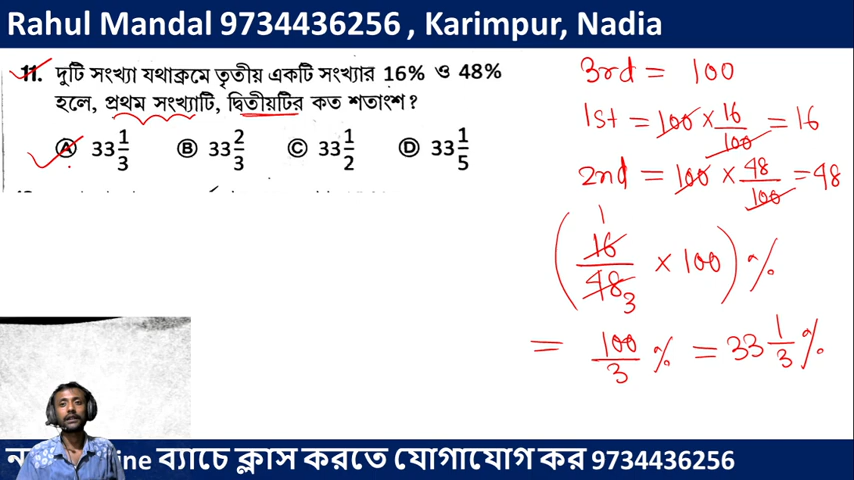 Rahul Mandal 9734436256 , Karimpur, Nadia
11. দুটি সংখ্যা যথাক্রমে তৃতীয় একটি সংখ্যার 16% ও 48%
হলে, প্রথম সংখ্যাটি, দ্বিতীয়টির কত শতাংশ ?
Ⓐ 33 1/3 Ⓑ 33 2/3 Ⓒ 33 1/2 Ⓓ 33 1/5
3rd = 100
1st = 100 × 16/100 = 16
2nd = 100 × 48/100 = 48
1
(16/48 × 100) %
3
= 100/3 % = 33 1/3 %
ine ব্যাচে ক্লাস করতে যোগাযোগ কর 9734436256